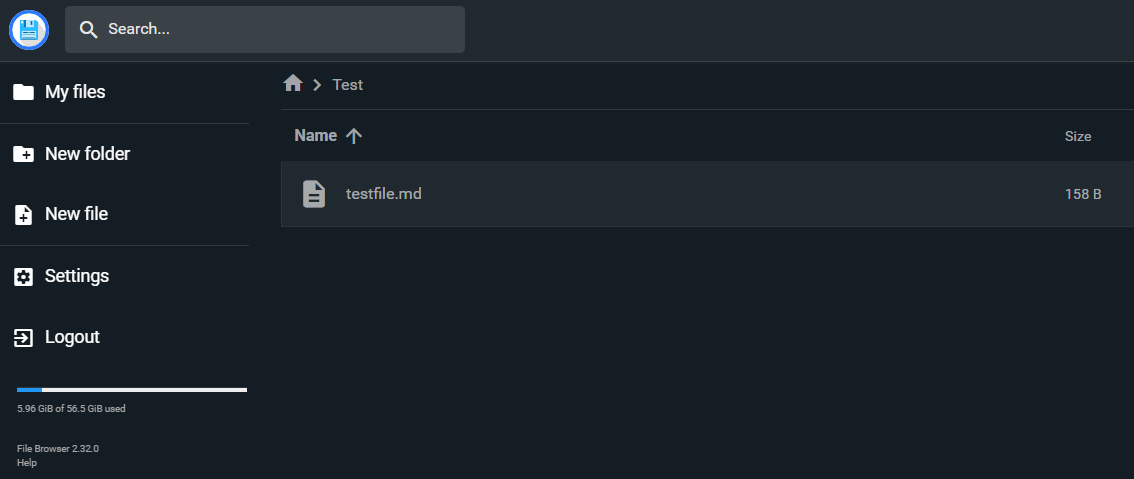 Search...
My files
New folder
New file
Settings
Logout
5.96 GiB of 56.5 GiB used
File Browser 2.32.0
Help
Test
Name
Size
testfile.md
158 B